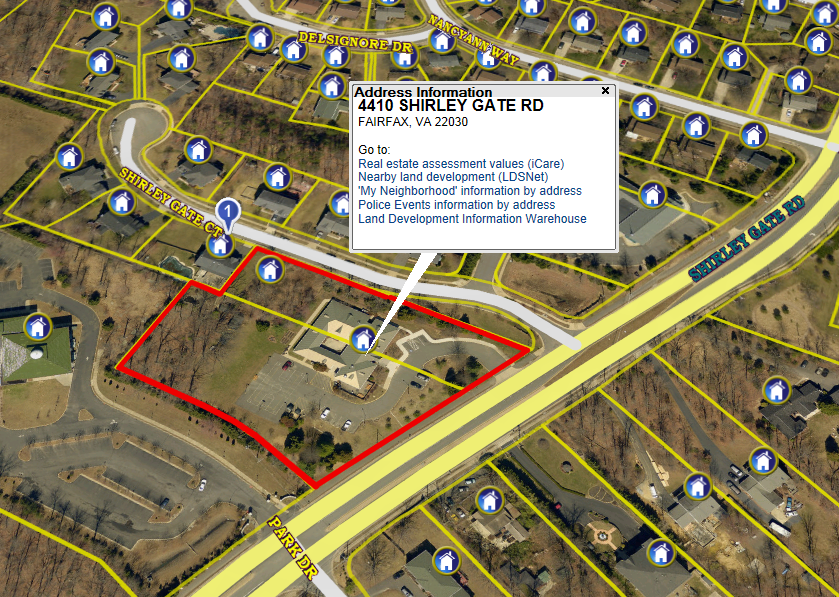 DELSIGNORE DR
NANCYANN WAY
Address Information
4410 SHIRLEY GATE RD
FAIRFAX, VA 22030
Go to:
Real estate assessment values (iCare)
Nearby land development (LDSNet)
'My Neighborhood' information by address
Police Events information by address
Land Development Information Warehouse
SHIRLEY GATE CT
1
SHIRLEY GATE RD
PARK DR